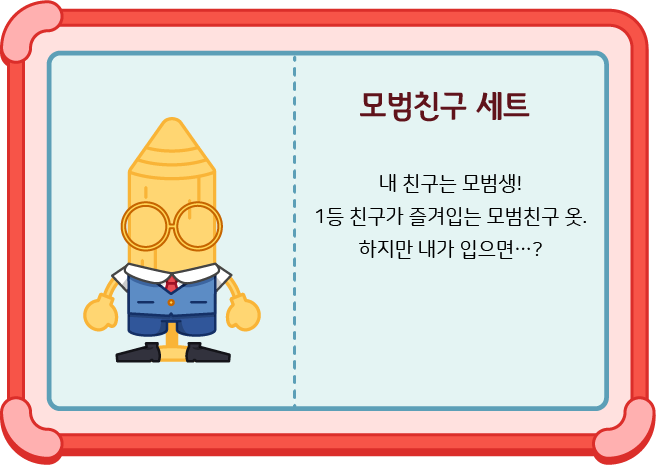 모범친구 세트
내 친구는 모범생!
1등 친구가 즐겨입는 모범친구 옷.
하지만 내가 입으면…?